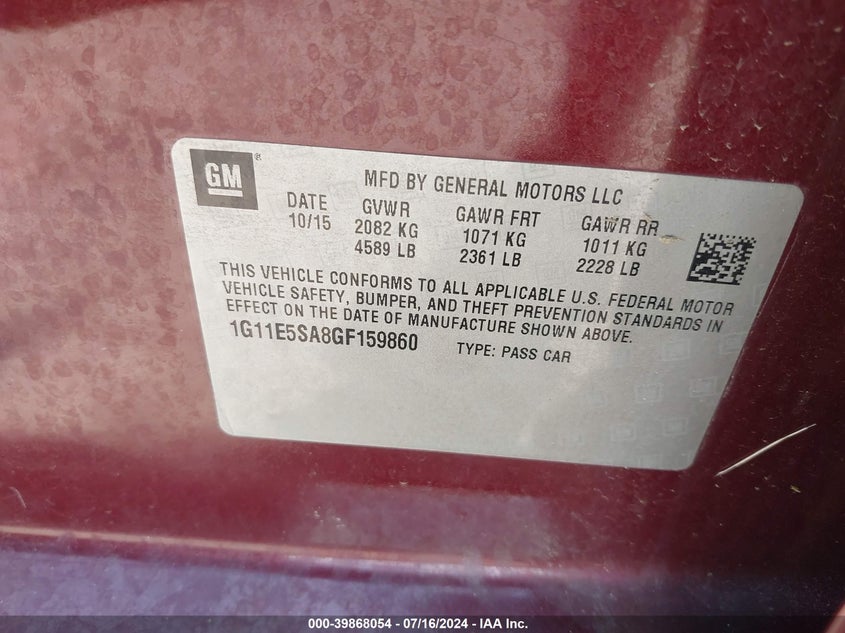 GM ®
MFD BY GENERAL MOTORS LLC
DATE GVWR GAWR FRT GAWR RR
10/15 2082 KG 1071 KG 1011 KG
4589 LB 2361 LB 2228 LB
THIS VEHICLE CONFORMS TO ALL APPLICABLE U.S. FEDERAL MOTOR
VEHICLE SAFETY, BUMPER, AND THEFT PREVENTION STANDARDS IN
EFFECT ON THE DATE OF MANUFACTURE SHOWN ABOVE.
1G11E5SA8GF159860 TYPE: PASS CAR
000-39868054 - 07/16/2024 - IAA Inc.